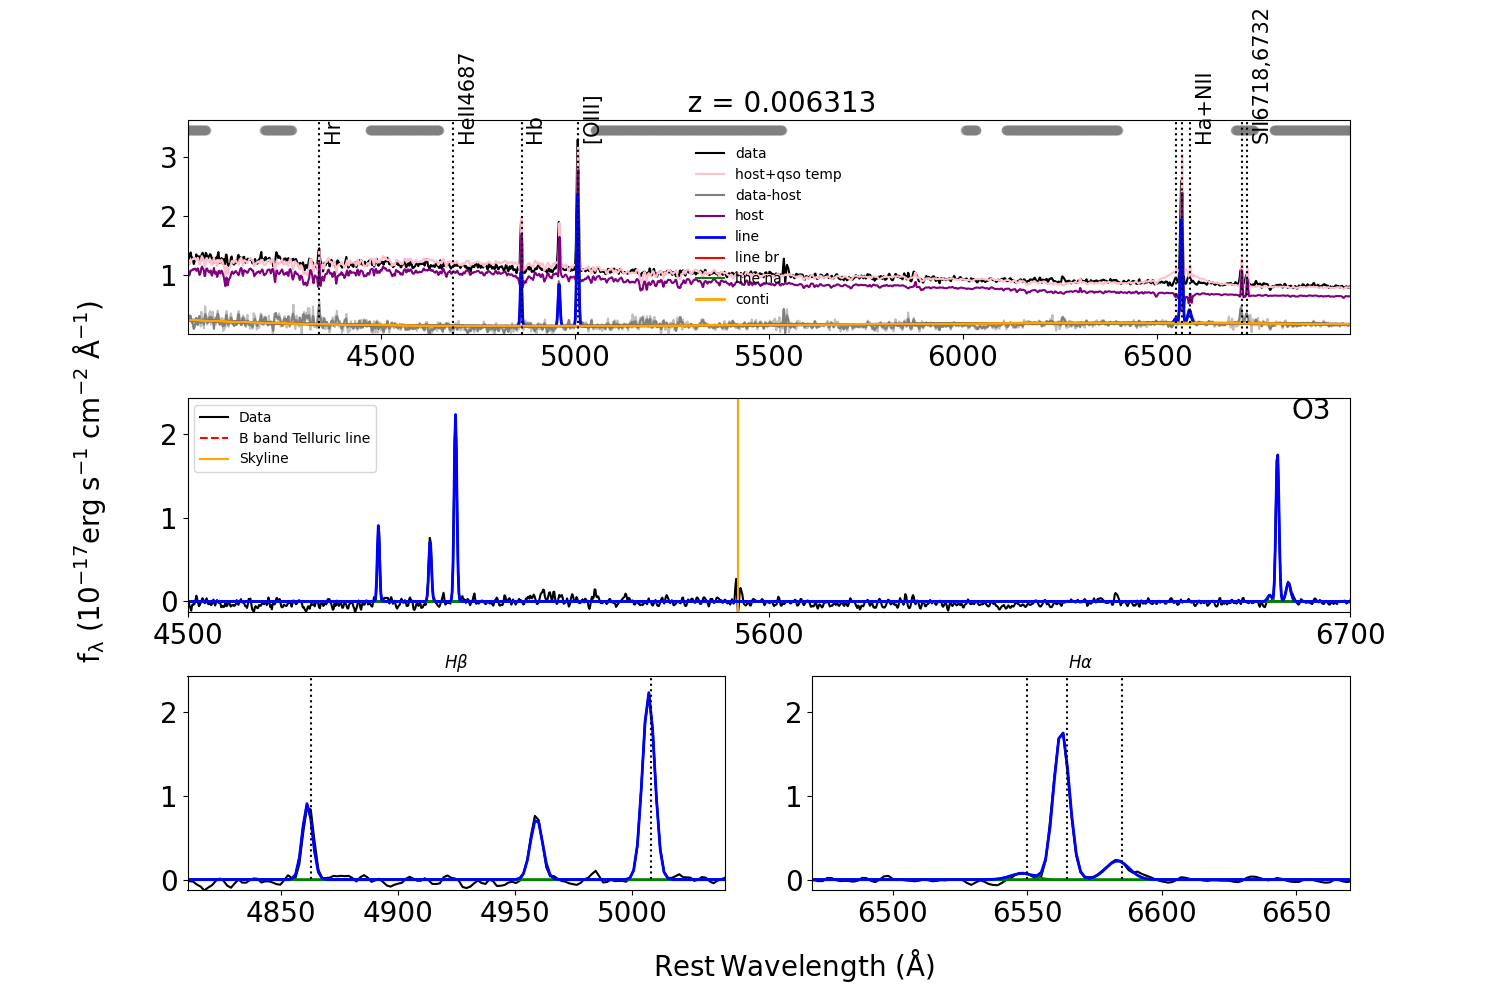 z = 0.006313
Hr
HeII4687
Hb
[OIII]
Ha+NII
SII6718,6732
3
2
1
data
host+qso temp
data-host
host
line
line br
line na
conti
4500 5000 5500 6000 6500
fλ (10⁻¹⁷erg s⁻¹ cm⁻² Å⁻¹)
O3
2
1
0
Data
B band Telluric line
Skyline
4500 5600 6700
Hβ
2
1
0
4850 4900 4950 5000
Hα
2
1
0
6500 6550 6600 6650
Rest Wavelength (Å)